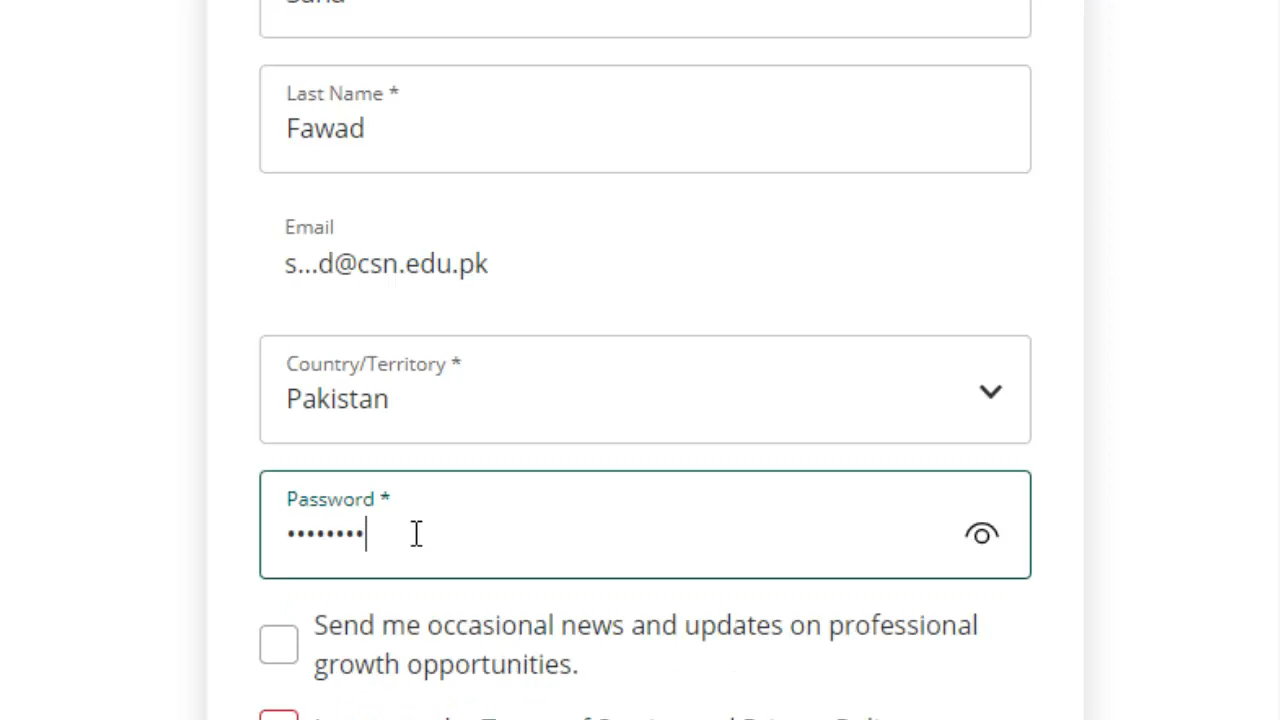 Last Name *
Fawad
Email
s...d@csn.edu.pk
Country/Territory *
Pakistan
Password *
••••••••
Send me occasional news and updates on professional
growth opportunities.